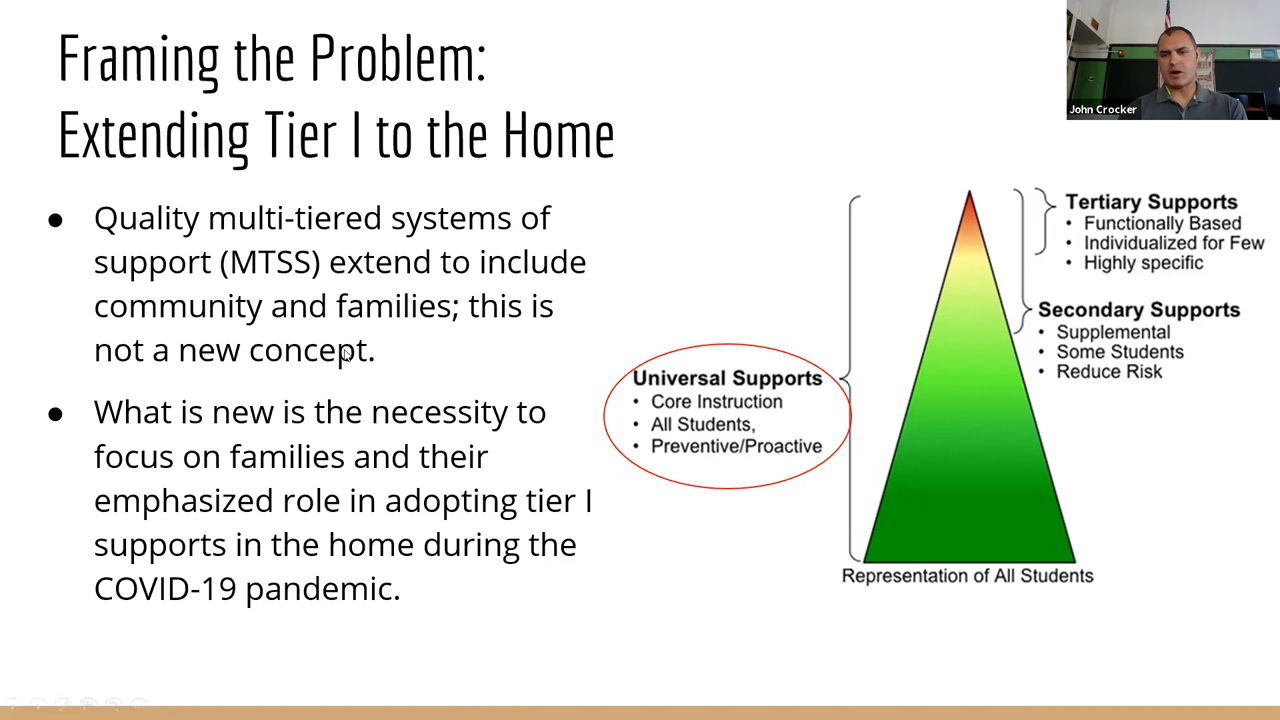 Framing the Problem:
Extending Tier I to the Home
John Crocker
● Quality multi-tiered systems of
support (MTSS) extend to include
community and families; this is
not a new concept.
● What is new is the necessity to
focus on families and their
emphasized role in adopting tier I
supports in the home during the
COVID-19 pandemic.
Universal Supports
• Core Instruction
• All Students,
• Preventive/Proactive
Tertiary Supports
• Functionally Based
• Individualized for Few
• Highly specific
Secondary Supports
• Supplemental
• Some Students
• Reduce Risk
Representation of All Students